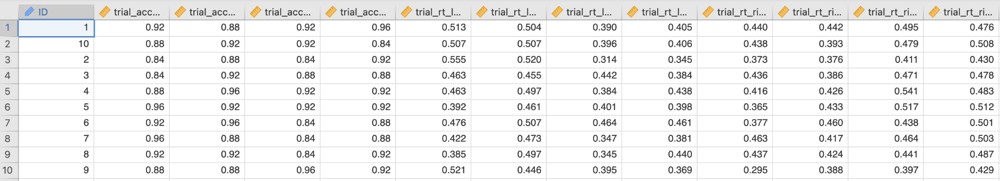 ID trial_acc... trial_acc... trial_acc... trial_acc... trial_rt_l... trial_rt_l... trial_rt_l... trial_rt_l... trial_rt_ri... trial_rt_ri... trial_rt_ri... trial_rt_ri...
1 1 0.92 0.88 0.92 0.96 0.513 0.504 0.390 0.405 0.440 0.442 0.495 0.476
2 10 0.88 0.92 0.92 0.84 0.507 0.507 0.396 0.406 0.438 0.393 0.479 0.508
3 2 0.84 0.88 0.84 0.92 0.555 0.520 0.314 0.345 0.373 0.376 0.411 0.430
4 3 0.84 0.92 0.88 0.88 0.463 0.455 0.442 0.384 0.436 0.386 0.471 0.478
5 4 0.88 0.96 0.92 0.92 0.463 0.497 0.384 0.438 0.416 0.426 0.541 0.483
6 5 0.96 0.92 0.92 0.92 0.392 0.461 0.401 0.398 0.365 0.433 0.517 0.512
7 6 0.92 0.96 0.84 0.88 0.476 0.507 0.464 0.461 0.377 0.460 0.438 0.501
8 7 0.96 0.88 0.84 0.88 0.422 0.473 0.347 0.381 0.463 0.417 0.464 0.503
9 8 0.92 0.92 0.84 0.92 0.385 0.497 0.345 0.440 0.437 0.424 0.441 0.487
10 9 0.88 0.88 0.96 0.92 0.521 0.446 0.395 0.369 0.295 0.388 0.397 0.429